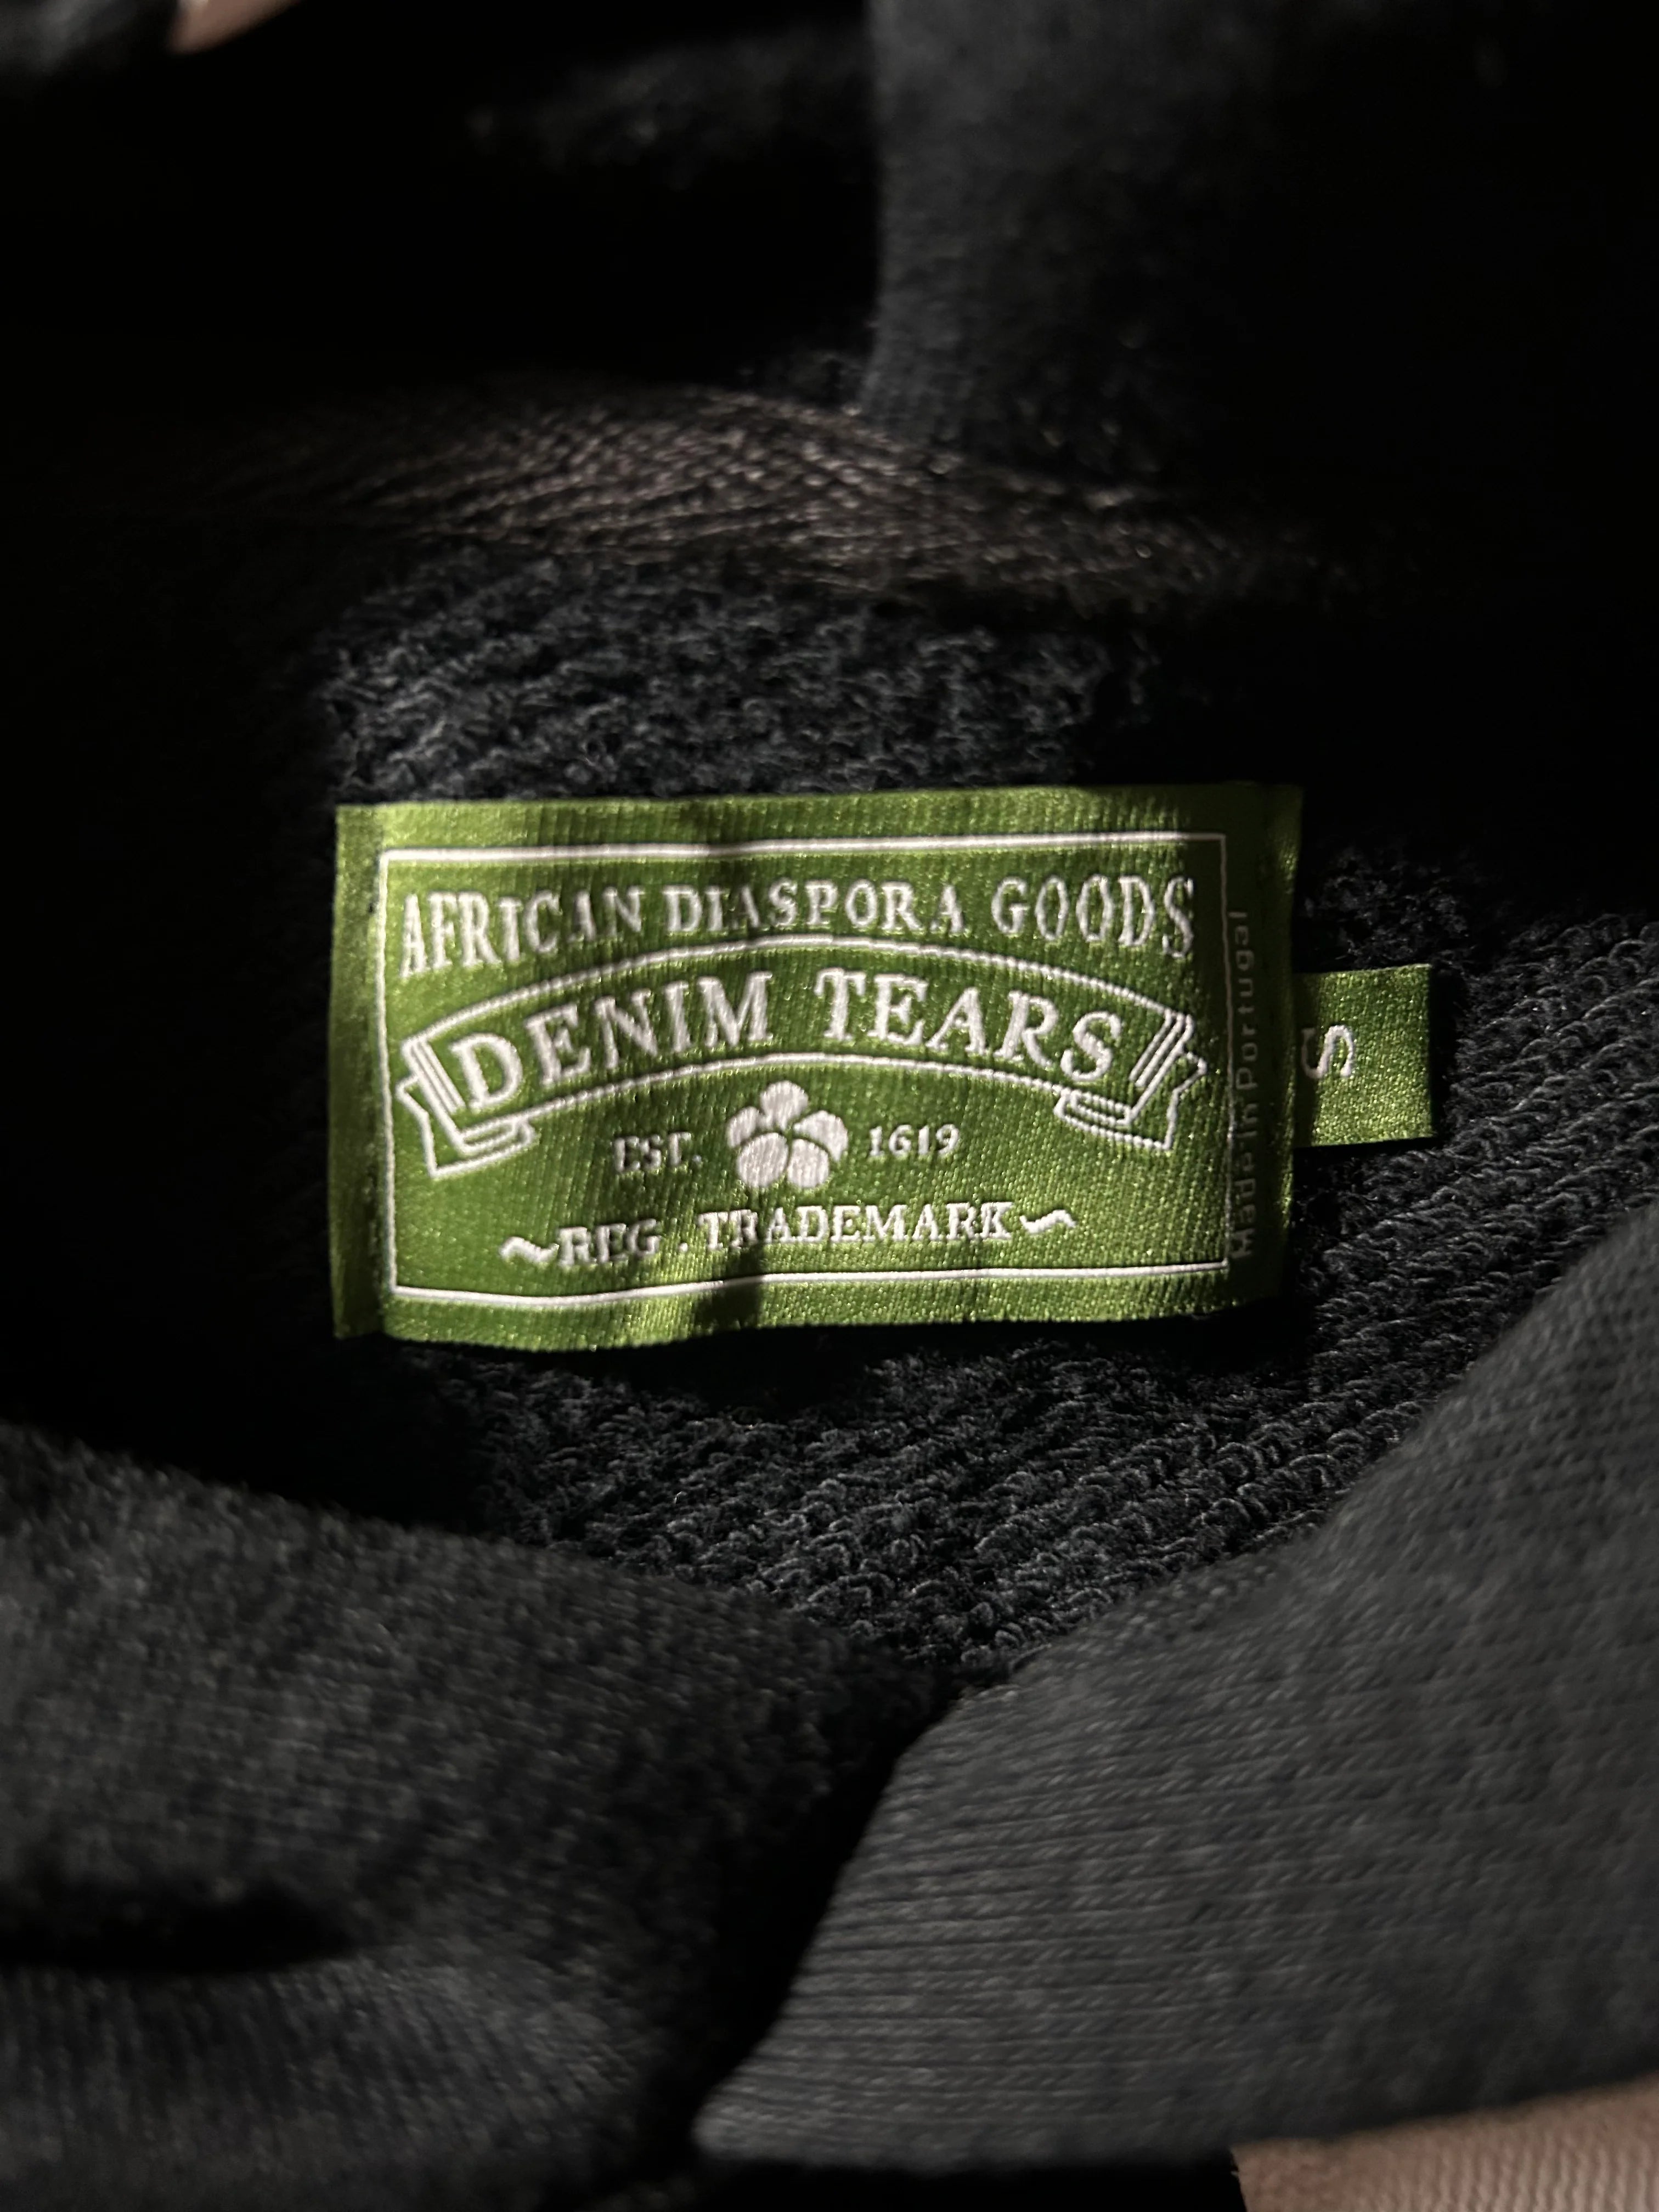 AFRICAN DIASPORA GOODS
DENIM TEARS
EST. 1619
~REG . TRADEMARK~
Made in Portugal
S